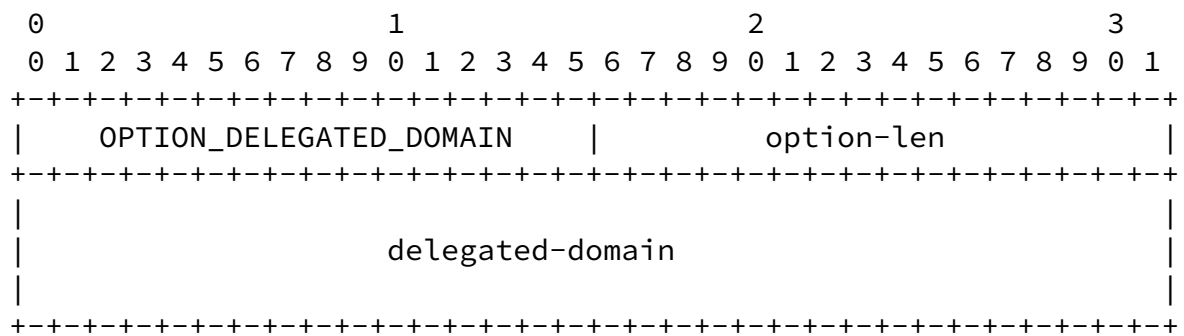 0                   1                   2                   3
 0 1 2 3 4 5 6 7 8 9 0 1 2 3 4 5 6 7 8 9 0 1 2 3 4 5 6 7 8 9 0 1
+-+-+-+-+-+-+-+-+-+-+-+-+-+-+-+-+-+-+-+-+-+-+-+-+-+-+-+-+-+-+-+-+
|    OPTION_DELEGATED_DOMAIN    |         option-len            |
+-+-+-+-+-+-+-+-+-+-+-+-+-+-+-+-+-+-+-+-+-+-+-+-+-+-+-+-+-+-+-+-+
|                                                               |
|                    delegated-domain                           |
|                                                               |
+-+-+-+-+-+-+-+-+-+-+-+-+-+-+-+-+-+-+-+-+-+-+-+-+-+-+-+-+-+-+-+-+